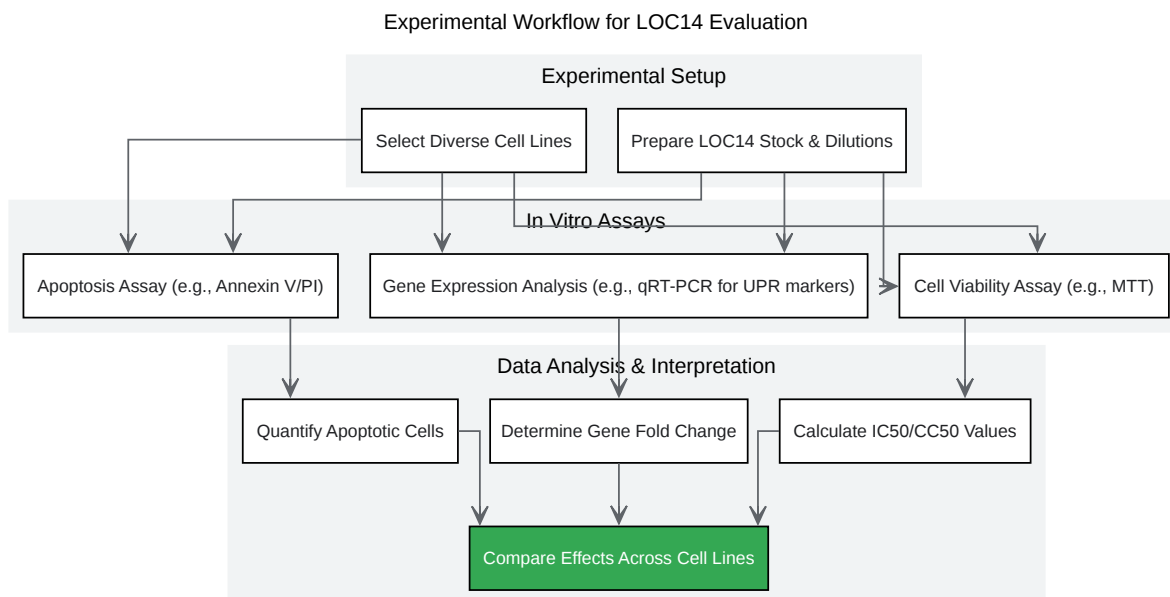 Experimental Workflow for LOC14 Evaluation
Experimental Setup
Select Diverse Cell Lines
Prepare LOC14 Stock & Dilutions
In Vitro Assays
Apoptosis Assay (e.g., Annexin V/PI)
Gene Expression Analysis (e.g., qRT-PCR for UPR markers)
Cell Viability Assay (e.g., MTT)
Data Analysis & Interpretation
Quantify Apoptotic Cells
Determine Gene Fold Change
Calculate IC50/CC50 Values
Compare Effects Across Cell Lines